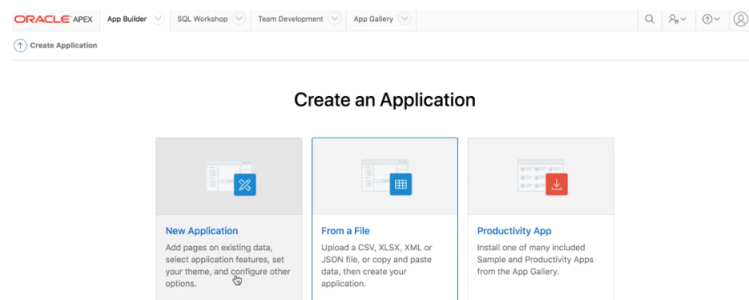 ORACLE APEX App Builder SQL Workshop Team Development App Gallery
Create Application
Create an Application
New Application
Add pages on existing data,
select application features, set
your theme, and configure other
options.
From a File
Upload a CSV, XLSX, XML or
JSON file, or copy and paste
data, then create your
application.
Productivity App
Install one of many included
Sample and Productivity Apps
from the App Gallery.